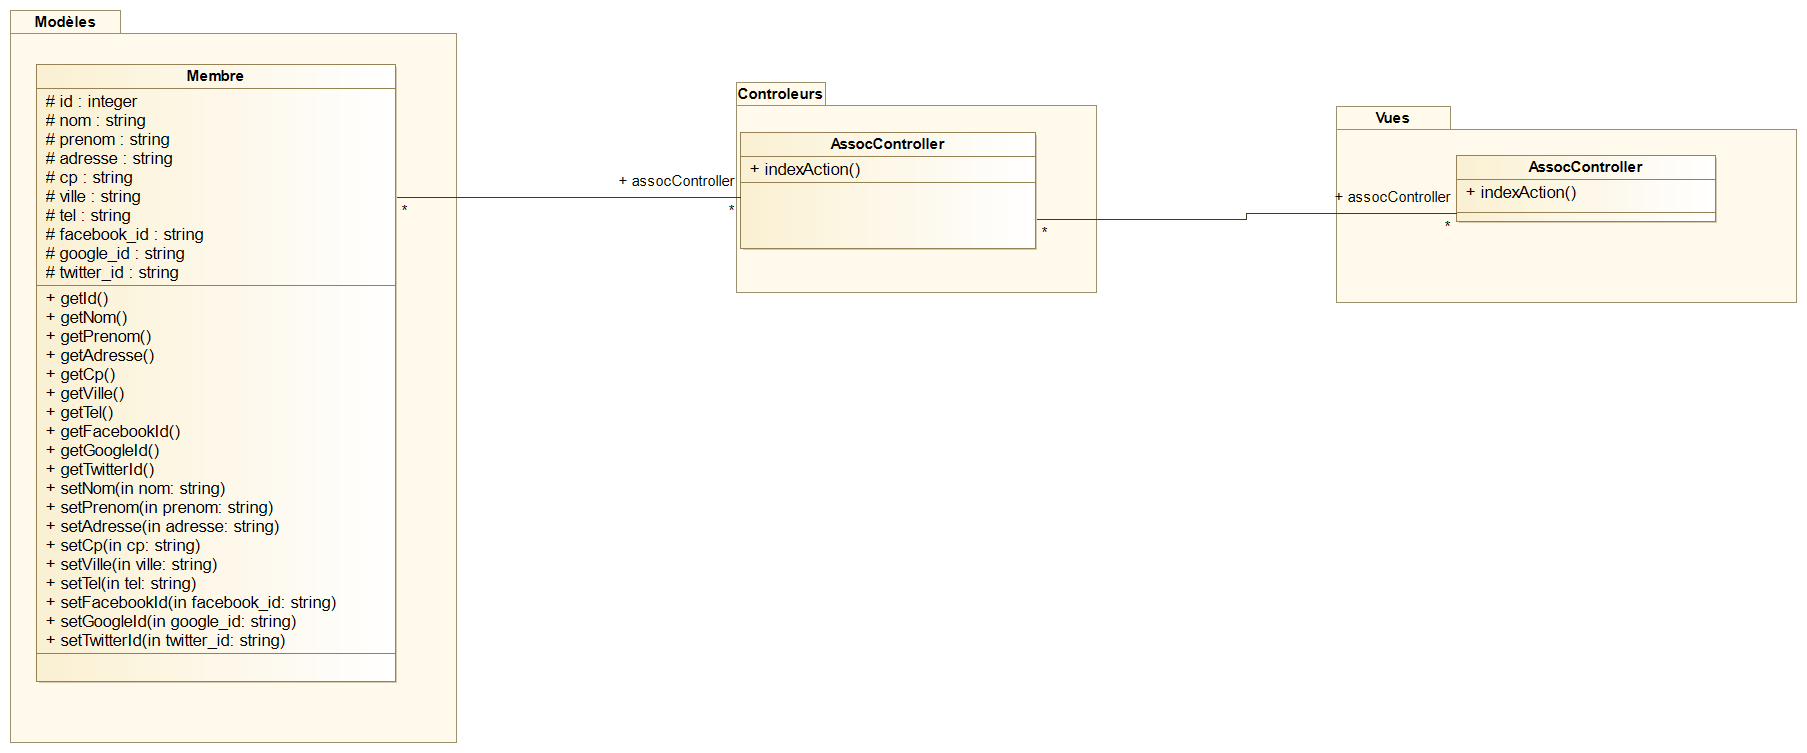 Modèles
Membre
# id : integer
# nom : string
# prenom : string
# adresse : string
# cp : string
# ville : string
# tel : string
# facebook_id : string
# google_id : string
# twitter_id : string
+ getId()
+ getNom()
+ getPrenom()
+ getAdresse()
+ getCp()
+ getVille()
+ getTel()
+ getFacebookId()
+ getGoogleId()
+ getTwitterId()
+ setNom(in nom: string)
+ setPrenom(in prenom: string)
+ setAdresse(in adresse: string)
+ setCp(in cp: string)
+ setVille(in ville: string)
+ setTel(in tel: string)
+ setFacebookId(in facebook_id: string)
+ setGoogleId(in google_id: string)
+ setTwitterId(in twitter_id: string)
*
+ assocController
*
Controleurs
AssocController
+ indexAction()
*
+ assocController
*
Vues
AssocController
+ indexAction()